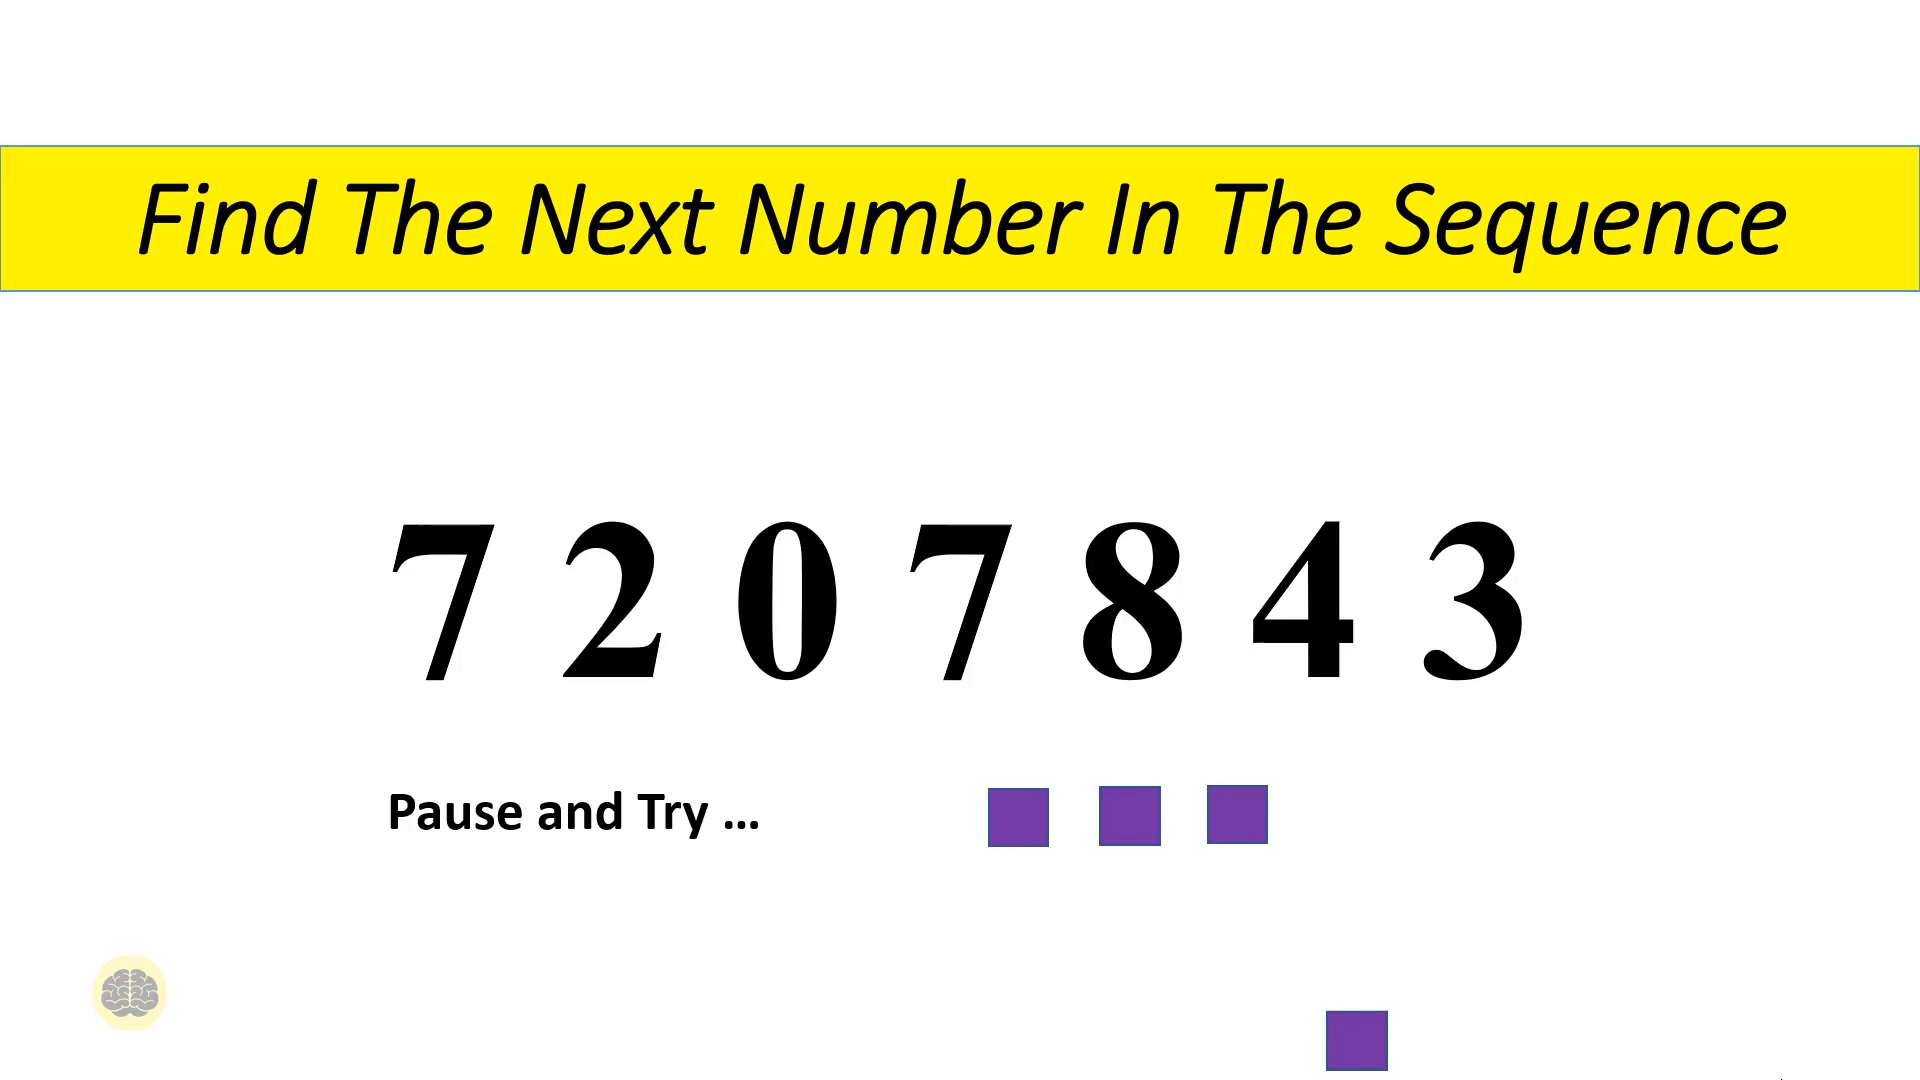 Find The Next Number In The Sequence
7 2 0 7 8 4 3
Pause and Try ...